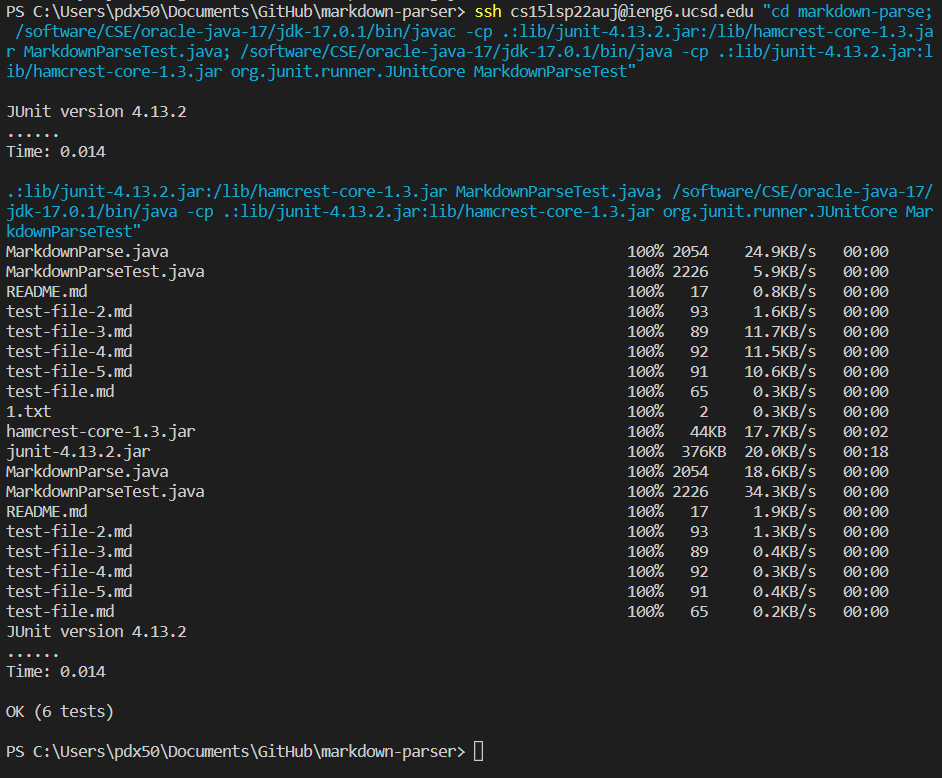 PS C:\Users\pdx50\Documents\GitHub\markdown-parser> ssh cs15lsp22auj@ieng6.ucsd.edu "cd markdown-parse;
 /software/CSE/oracle-java-17/jdk-17.0.1/bin/javac -cp .:lib/junit-4.13.2.jar:/lib/hamcrest-core-1.3.ja
r MarkdownParseTest.java; /software/CSE/oracle-java-17/jdk-17.0.1/bin/java -cp .:lib/junit-4.13.2.jar:l
ib/hamcrest-core-1.3.jar org.junit.runner.JUnitCore MarkdownParseTest"
JUnit version 4.13.2
......
Time: 0.014
.:lib/junit-4.13.2.jar:/lib/hamcrest-core-1.3.jar MarkdownParseTest.java; /software/CSE/oracle-java-17/
jdk-17.0.1/bin/java -cp .:lib/junit-4.13.2.jar:lib/hamcrest-core-1.3.jar org.junit.runner.JUnitCore Mar
kdownParseTest"
MarkdownParse.java 100% 2054 24.9KB/s 00:00
MarkdownParseTest.java 100% 2226 5.9KB/s 00:00
README.md 100% 17 0.8KB/s 00:00
test-file-2.md 100% 93 1.6KB/s 00:00
test-file-3.md 100% 89 11.7KB/s 00:00
test-file-4.md 100% 92 11.5KB/s 00:00
test-file-5.md 100% 91 10.6KB/s 00:00
test-file.md 100% 65 0.3KB/s 00:00
1.txt 100% 2 0.3KB/s 00:00
hamcrest-core-1.3.jar 100% 44KB 17.7KB/s 00:02
junit-4.13.2.jar 100% 376KB 20.0KB/s 00:18
MarkdownParse.java 100% 2054 18.6KB/s 00:00
MarkdownParseTest.java 100% 2226 34.3KB/s 00:00
README.md 100% 17 1.9KB/s 00:00
test-file-2.md 100% 93 1.3KB/s 00:00
test-file-3.md 100% 89 0.4KB/s 00:00
test-file-4.md 100% 92 0.3KB/s 00:00
test-file-5.md 100% 91 0.4KB/s 00:00
test-file.md 100% 65 0.2KB/s 00:00
JUnit version 4.13.2
......
Time: 0.014
OK (6 tests)
PS C:\Users\pdx50\Documents\GitHub\markdown-parser>